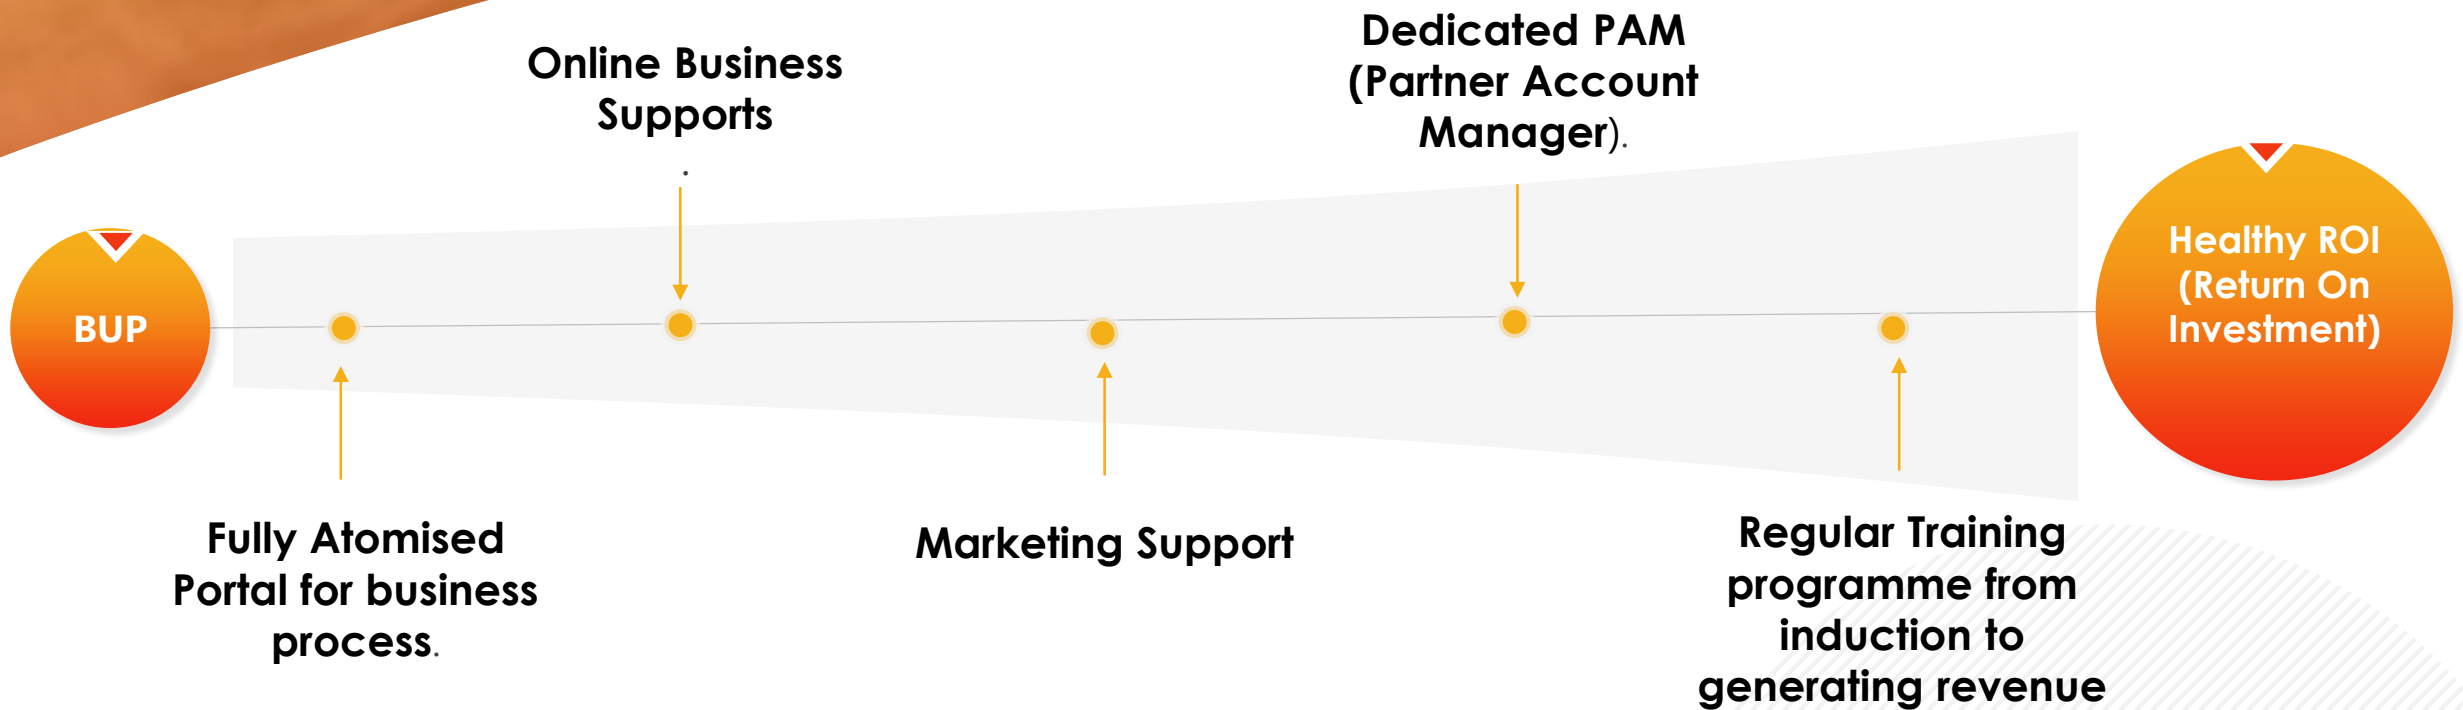 BUP
Fully Atomised
Portal for business
process.
Online Business
Supports
.
Marketing Support
Dedicated PAM
(Partner Account
Manager).
Regular Training
programme from
induction to
generating revenue
Healthy ROI
(Return On
Investment)